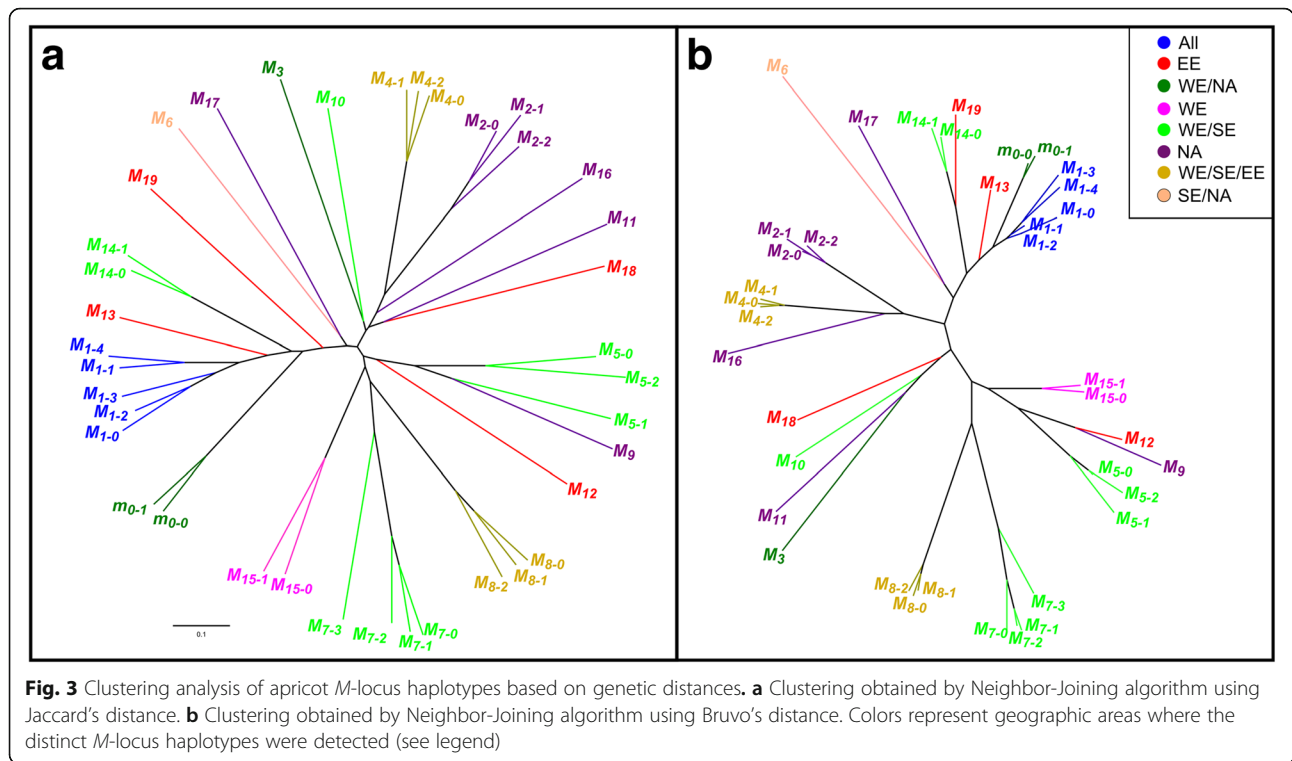 a
M3
M17
M10
M4-1
M4-2
M4-0
M2-1
M2-0
M2-2
M6
M16
M19
M11
M18
M14-1
M14-0
M13
M1-4
M1-1
M1-3
M1-2
M1-0
M5-0
M5-2
M5-1
M9
M12
m0-1
m0-0
M15-1
M15-0
M8-0
M8-1
M8-2
M7-3
M7-2
M7-1
M7-0
0.1
b
M6
M17
M14-1
M14-0
M19
m0-0
m0-1
M13
M1-3
M1-4
M1-0
M1-1
M1-2
M2-1
M2-2
M2-0
M4-1
M4-0
M4-2
M16
M15-1
M15-0
M18
M12
M9
M10
M5-0
M5-2
M5-1
M11
M3
M8-2
M8-1
M8-0
M7-3
M7-0
M7-1
M7-2
All
EE
WE/NA
WE
WE/SE
NA
WE/SE/EE
SE/NA
Fig. 3 Clustering analysis of apricot M-locus haplotypes based on genetic distances. a Clustering obtained by Neighbor-Joining algorithm using
Jaccard's distance. b Clustering obtained by Neighbor-Joining algorithm using Bruvo's distance. Colors represent geographic areas where the
distinct M-locus haplotypes were detected (see legend)